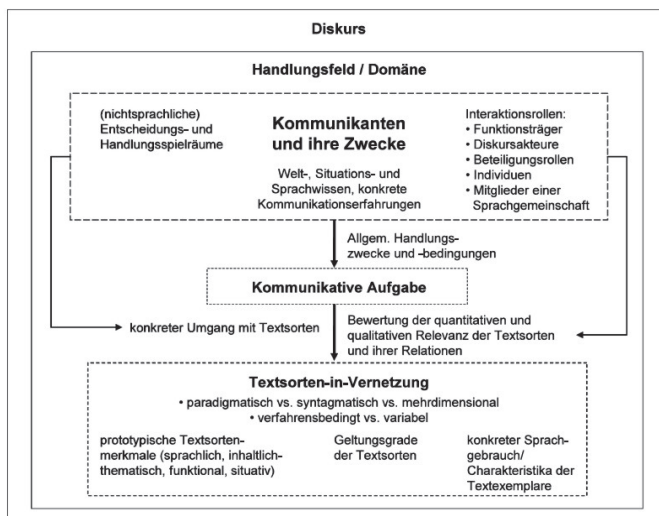 Diskurs
Handlungsfeld / Domäne
(nichtsprachliche)
Entscheidungs- und
Handlungsspielräume
Kommunikanten
und ihre Zwecke
Welt-, Situations- und
Sprachwissen, konkrete
Kommunikationserfahrungen
Interaktionsrollen:
• Funktionsträger
• Diskursakteure
• Beteiligungsrollen
• Individuen
• Mitglieder einer
Sprachgemeinschaft
Allgem. Handlungs-
zwecke und -bedingungen
Kommunikative Aufgabe
konkreter Umgang mit Textsorten
Bewertung der quantitativen und
qualitativen Relevanz der Textsorten
und ihrer Relationen
Textsorten-in-Vernetzung
• paradigmatisch vs. syntagmatisch vs. mehrdimensional
• verfahrensbedingt vs. variabel
prototypische Textsorten-
merkmale (sprachlich, inhaltlich-
thematisch, funktional, situativ)
Geltungsgrade
der Textsorten
konkreter Sprach-
gebrauch/
Charakteristika der
Textexemplare